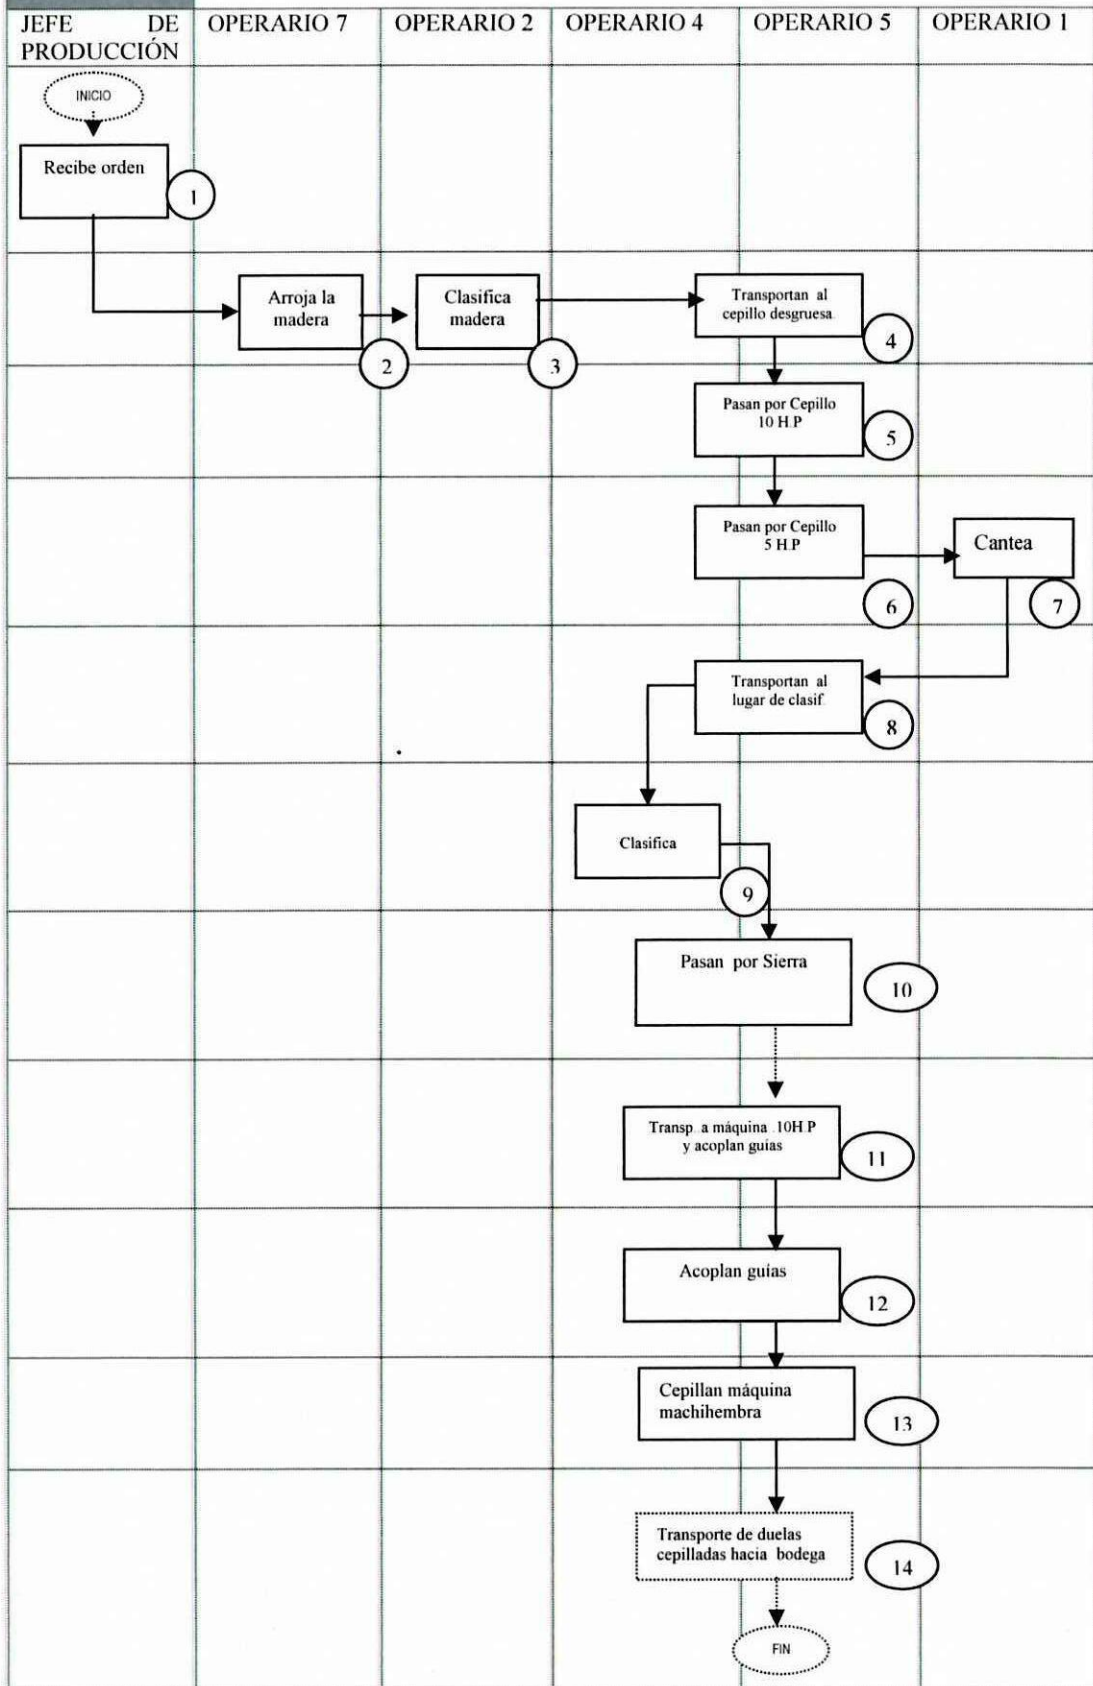 JEFE DE
PRODUCCIÓN
OPERARIO 7
OPERARIO 2
OPERARIO 4
OPERARIO 5
OPERARIO 1
INICIO
Recibe orden
1
Arroja la
madera
2
Clasifica
madera
3
Transportan al
cepillo desgruesa
4
Pasan por Cepillo
10 H.P
5
Pasan por Cepillo
5 H.P
6
Cantea
7
Transportan al
lugar de clasif
8
Clasifica
9
Pasan por Sierra
10
Transp. a máquina .10H.P
y acoplan guías
11
Acoplan guías
12
Cepillan máquina
machihembra
13
Transporte de duelas
cepilladas hacia bodega
14
FIN